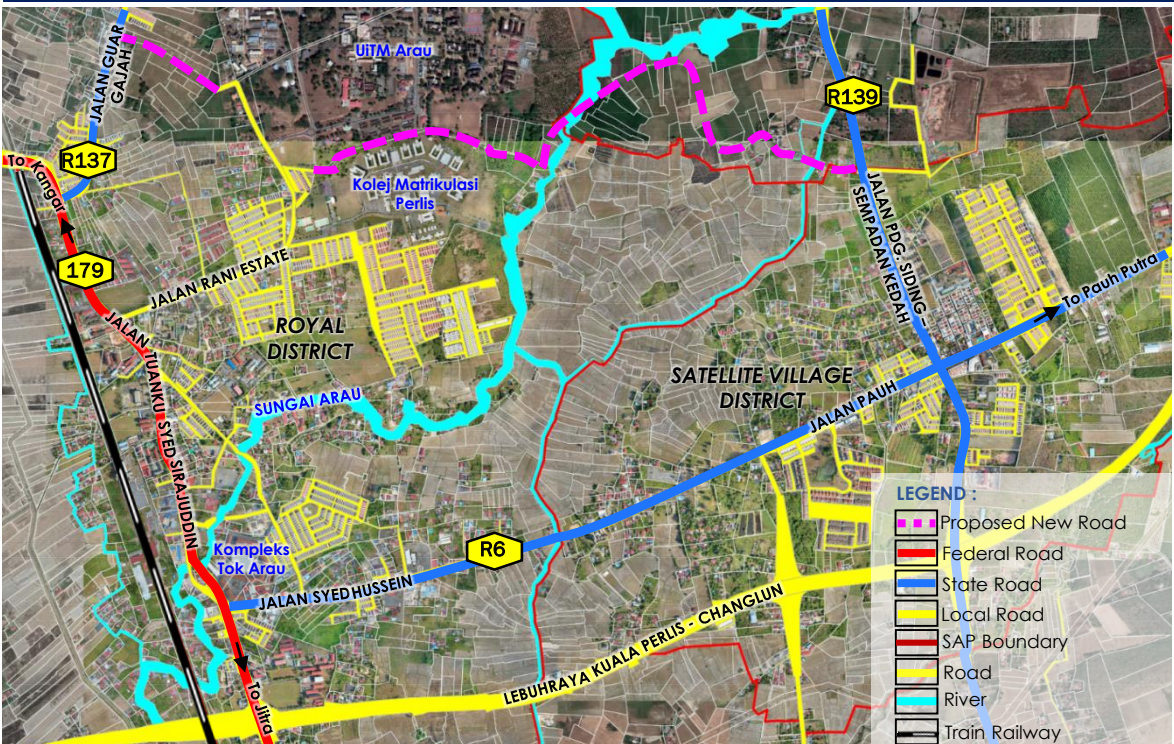 UiTM Arau
JALAN GUAR
GAJAH
R139
R137
To Kangar
Kolej Matrikulasi
Perlis
JALAN PDG. SIDING -
SEMPADAN KEDAH
179
JALAN RANI ESTATE
To Pauh Putra
ROYAL
DISTRICT
JALAN TUANKU SYED SIRAJUDDIN
SATELLITE VILLAGE
DISTRICT
SUNGAI ARAU
JALAN PAUH
R6
Kompleks
Tok Arau
JALAN SYED HUSSEIN
LEBUHRAYA KUALA PERLIS - CHANGLUN
To Jitra
LEGEND :
Proposed New Road
Federal Road
State Road
Local Road
SAP Boundary
Road
River
Train Railway